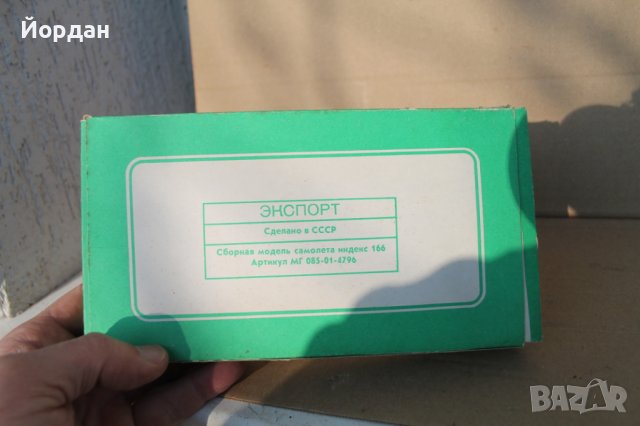 Йордан
ЭКСПОРТ
Сделано в СССР
Сборная модель самолета индекс 166
Артикул МГ 085-01-4796
BAZAR